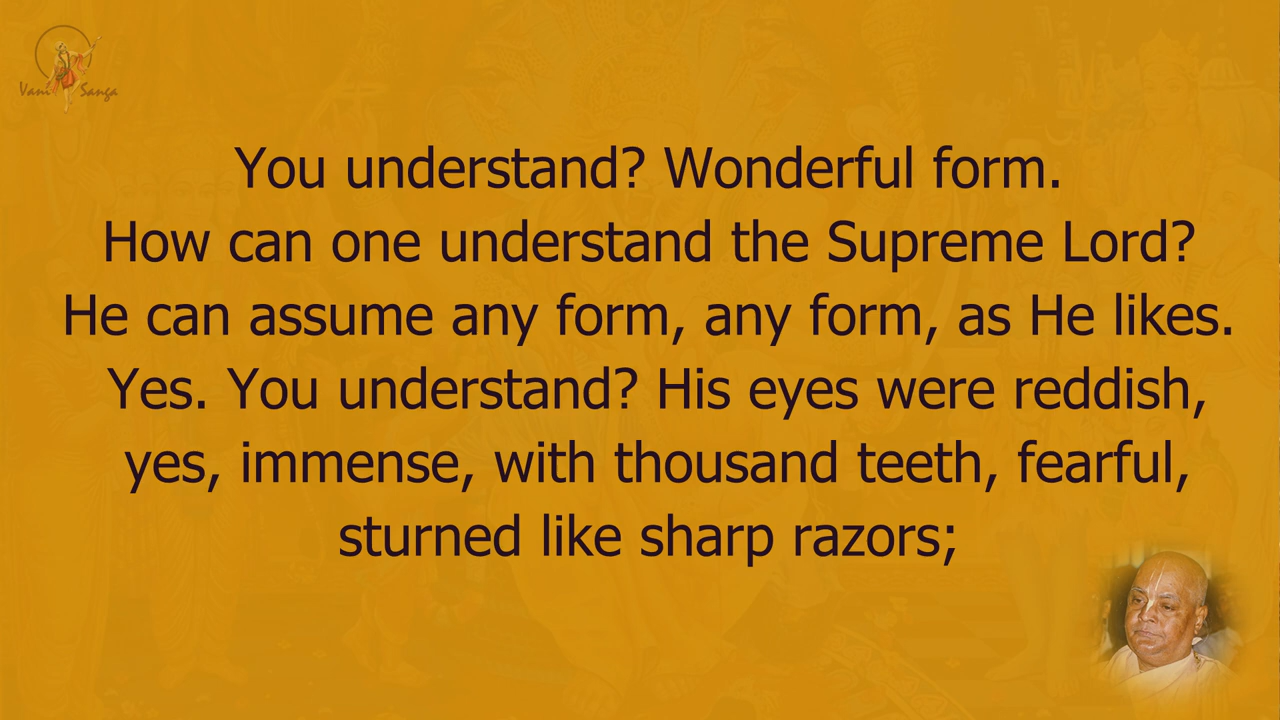 Vani Sanga
You understand? Wonderful form.
How can one understand the Supreme Lord?
He can assume any form, any form, as He likes.
Yes. You understand? His eyes were reddish,
yes, immense, with thousand teeth, fearful,
sturned like sharp razors;